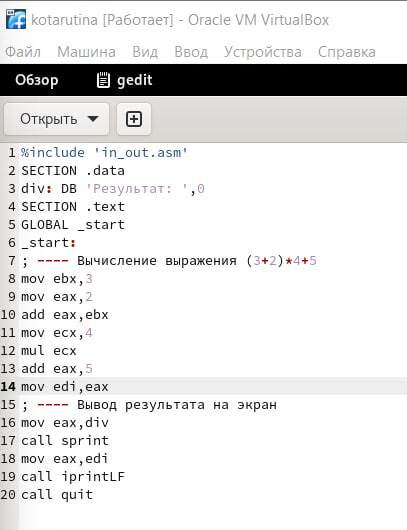 kotarutina [Работает] - Oracle VM VirtualBox
Файл Машина Вид Ввод Устройства Справка
Обзор gedit
Открыть
1 %include 'in_out.asm'
2 SECTION .data
3 div: DB 'Результат: ',0
4 SECTION .text
5 GLOBAL _start
6 _start:
7 ; ---- Вычисление выражения (3+2)*4+5
8 mov ebx,3
9 mov eax,2
10 add eax,ebx
11 mov ecx,4
12 mul ecx
13 add eax,5
14 mov edi,eax
15 ; ---- Вывод результата на экран
16 mov eax,div
17 call sprint
18 mov eax,edi
19 call iprintLF
20 call quit